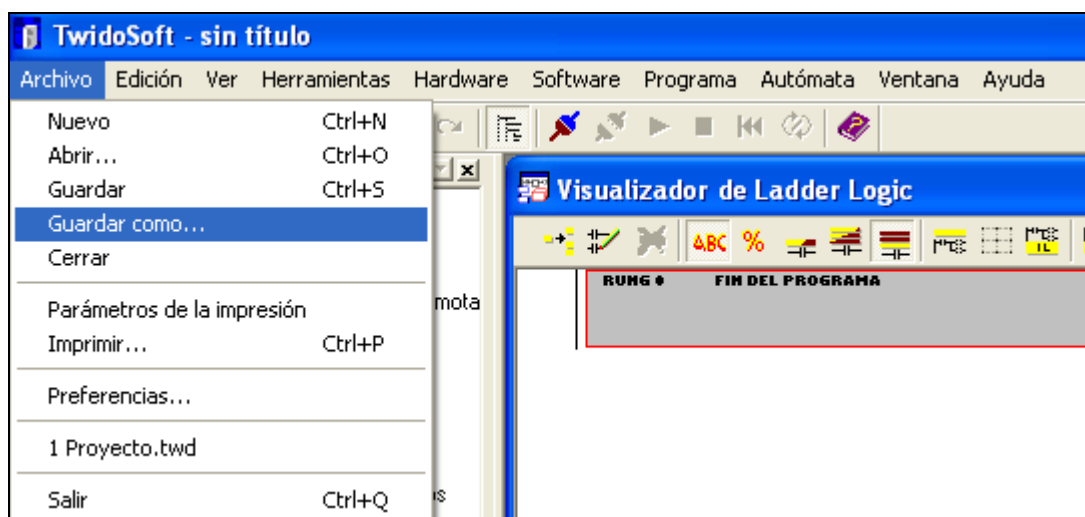 TwidoSoft - sin título
Archivo Edición Ver Herramientas Hardware Software Programa Autómata Ventana Ayuda
Nuevo Ctrl+N
Abrir... Ctrl+O
Guardar Ctrl+S
Guardar como...
Cerrar
Parámetros de la impresión
Imprimir... Ctrl+P
Preferencias...
1 Proyecto.twd
Salir Ctrl+Q
mota
os
Visualizador de Ladder Logic
ABC %
RUNG 0 FIN DEL PROGRAMA